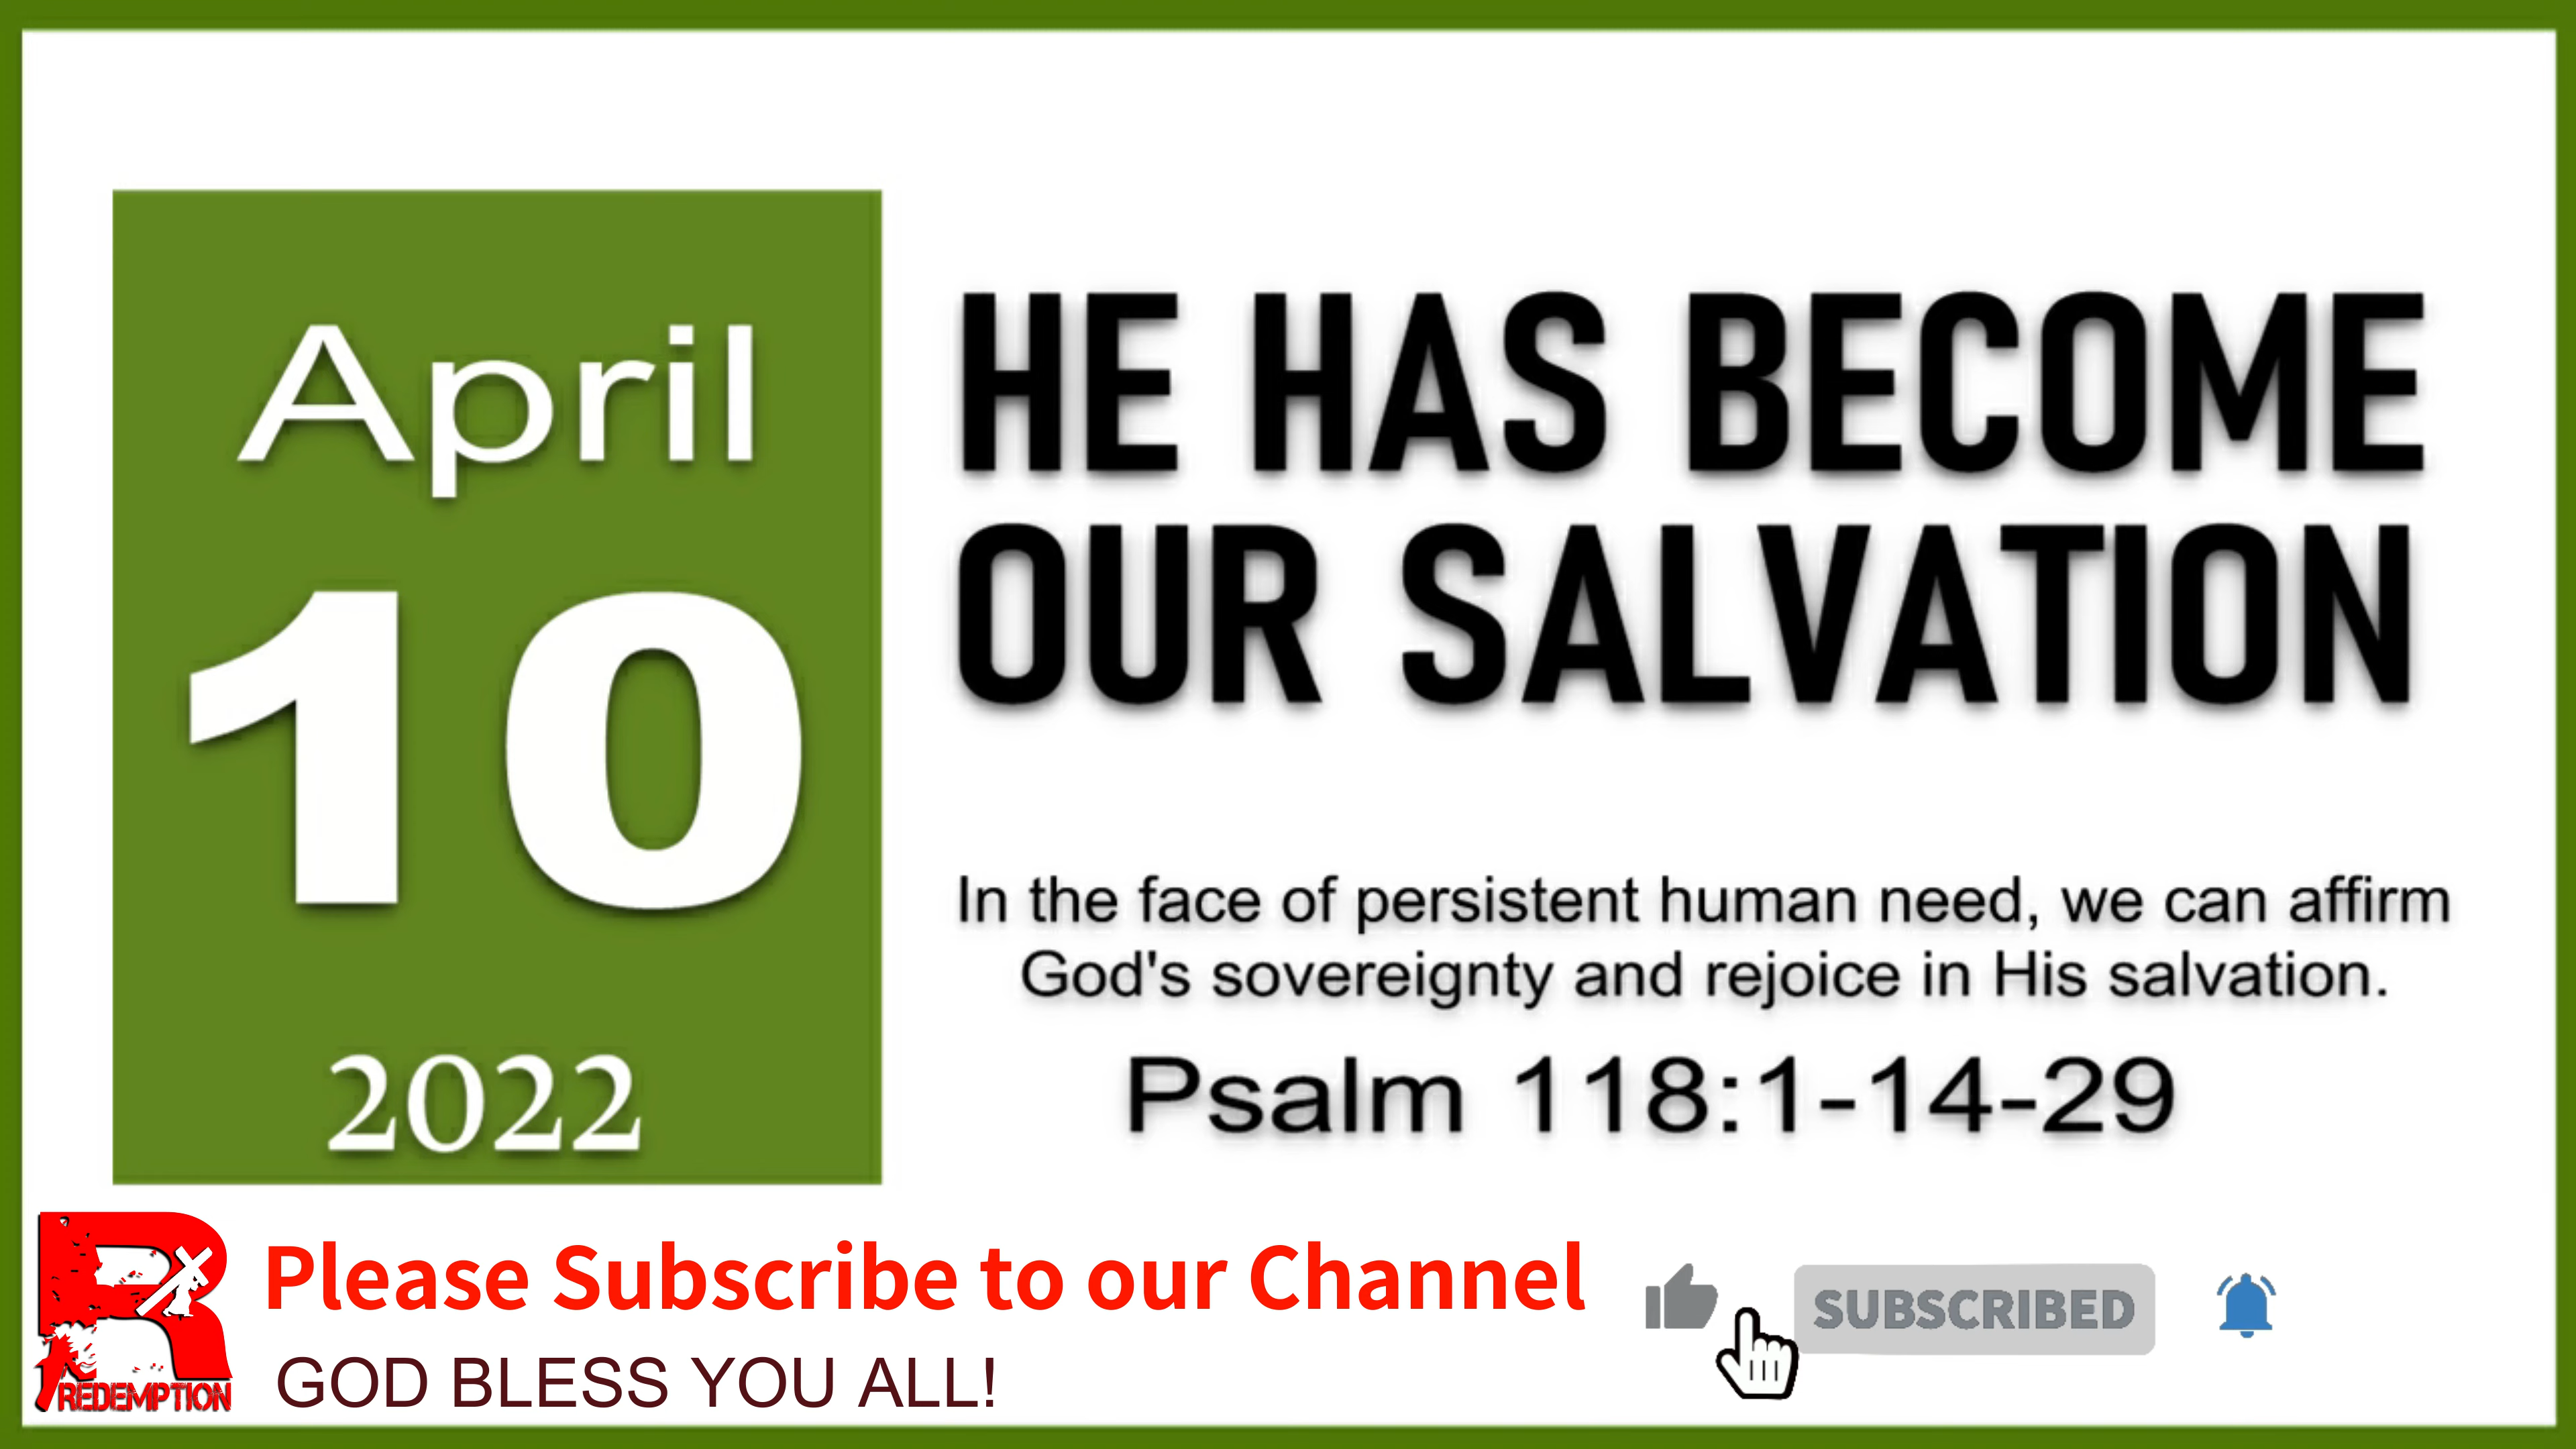 April
10
2022
HE HAS BECOME
OUR SALVATION
In the face of persistent human need, we can affirm
God's sovereignty and rejoice in His salvation.
Psalm 118:1-14-29
REDEMPTION
Please Subscribe to our Channel
SUBSCRIBED
GOD BLESS YOU ALL!